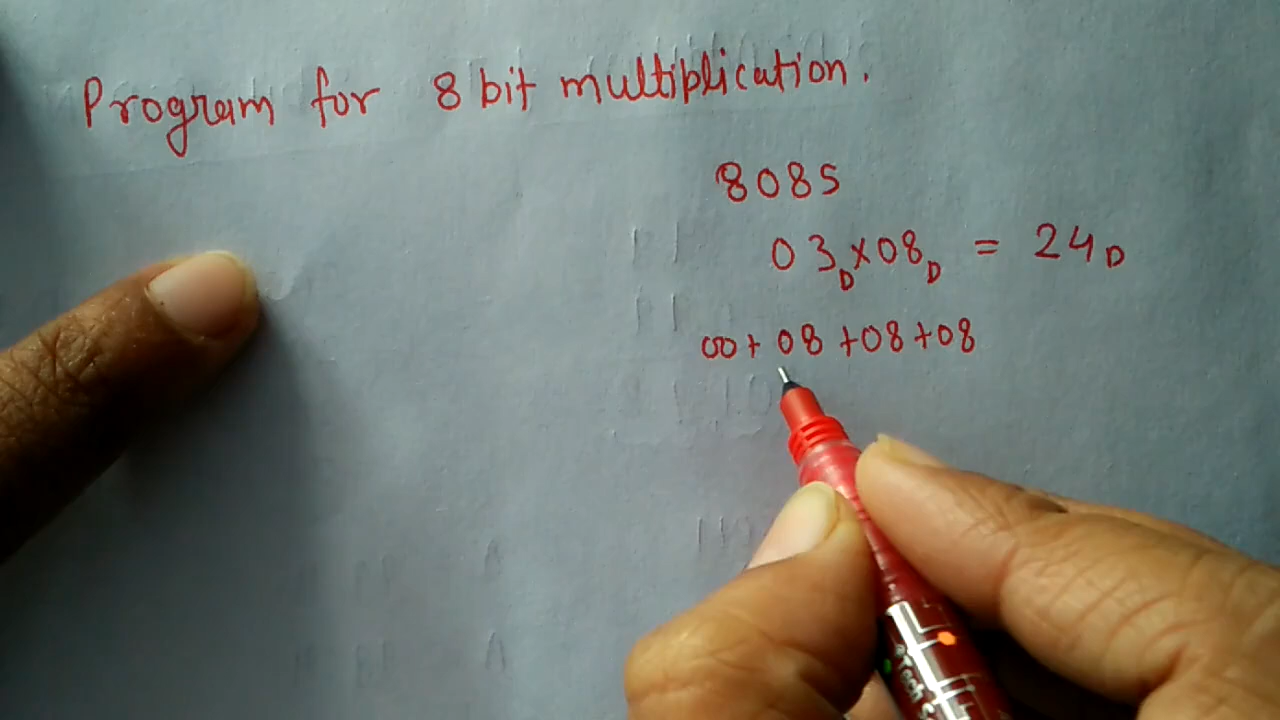 Program for 8 bit multiplication.
8085
03D×08D = 24D
00+08+08+08